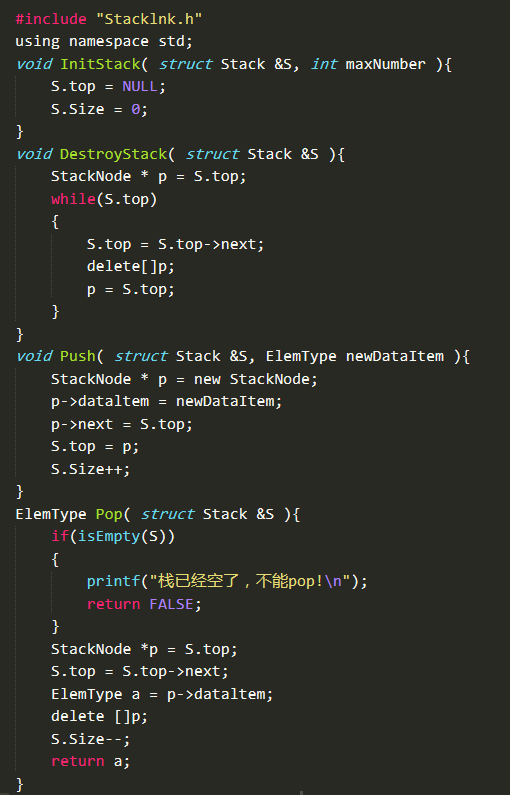 #include "Stacklnk.h"
using namespace std;
void InitStack( struct Stack &S, int maxNumber ){
    S.top = NULL;
    S.Size = 0;
}
void DestroyStack( struct Stack &S ){
    StackNode * p = S.top;
    while(S.top)
    {
        S.top = S.top->next;
        delete[]p;
        p = S.top;
    }
}
void Push( struct Stack &S, ElemType newDataItem ){
    StackNode * p = new StackNode;
    p->dataltem = newDataItem;
    p->next = S.top;
    S.top = p;
    S.Size++;
}
ElemType Pop( struct Stack &S ){
    if(isEmpty(S))
    {
        printf("栈已经空了，不能pop!\n");
        return FALSE;
    }
    StackNode *p = S.top;
    S.top = S.top->next;
    ElemType a = p->dataltem;
    delete []p;
    S.Size--;
    return a;
}